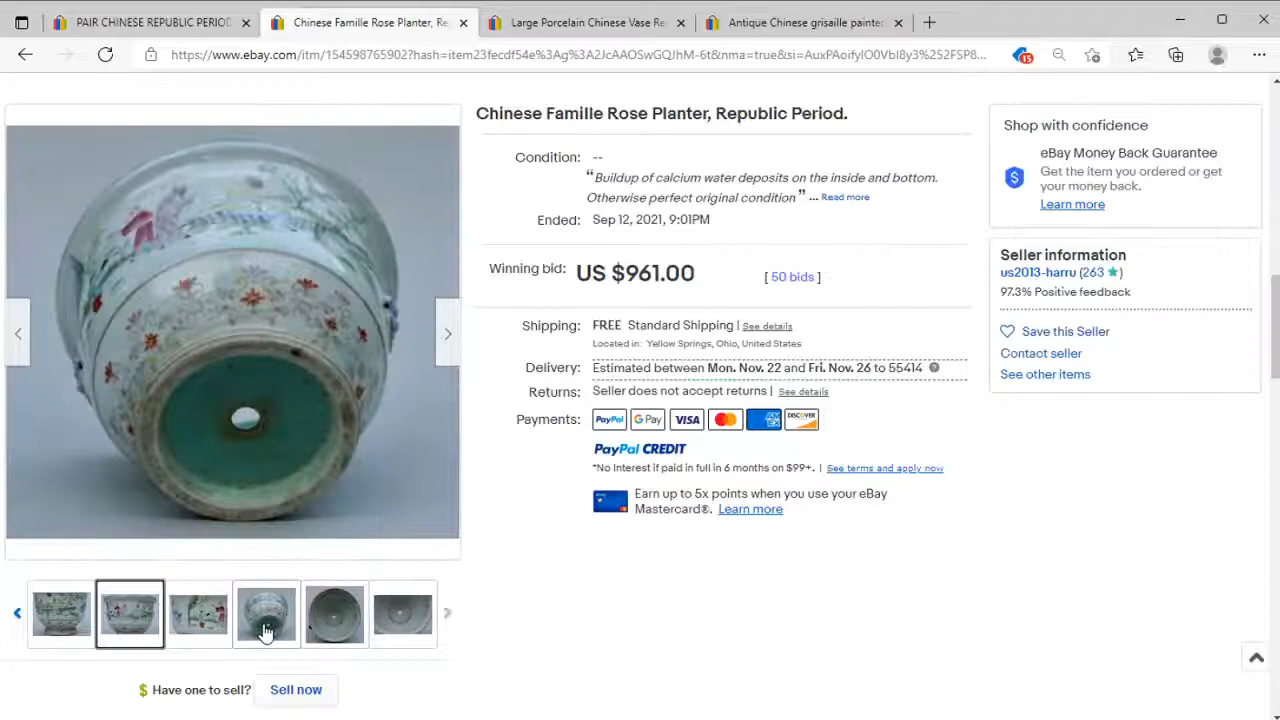 PAIR CHINESE REPUBLIC PERIOD
Chinese Famille Rose Planter, Re
Large Porcelain Chinese Vase Re
Antique Chinese grisaille painted
https://www.ebay.com/itm/154598765902?hash=item23fecdf54e%3Ag%3A2JcAAOSwGQJhM-6t&nma=true&si=AuxPAoifyIO0VbI8y3%252F5P8...
15
Chinese Famille Rose Planter, Republic Period.
Condition: --
“Buildup of calcium water deposits on the inside and bottom.
Otherwise perfect original condition” ... Read more
Ended: Sep 12, 2021, 9:01PM
Winning bid: US $961.00 [ 50 bids ]
Shipping: FREE Standard Shipping | See details
Located in: Yellow Springs, Ohio, United States
Delivery: Estimated between Mon. Nov. 22 and Fri. Nov. 26 to 55414
Returns: Seller does not accept returns | See details
Payments: PayPal G Pay VISA DISCOVER
PayPal CREDIT
*No Interest if paid in full in 6 months on $99+. | See terms and apply now
Earn up to 5x points when you use your eBay
Mastercard®. Learn more
Shop with confidence
eBay Money Back Guarantee
Get the item you ordered or get
your money back.
Learn more
Seller information
us2013-harru (263)
97.3% Positive feedback
Save this Seller
Contact seller
See other items
$ Have one to sell? Sell now